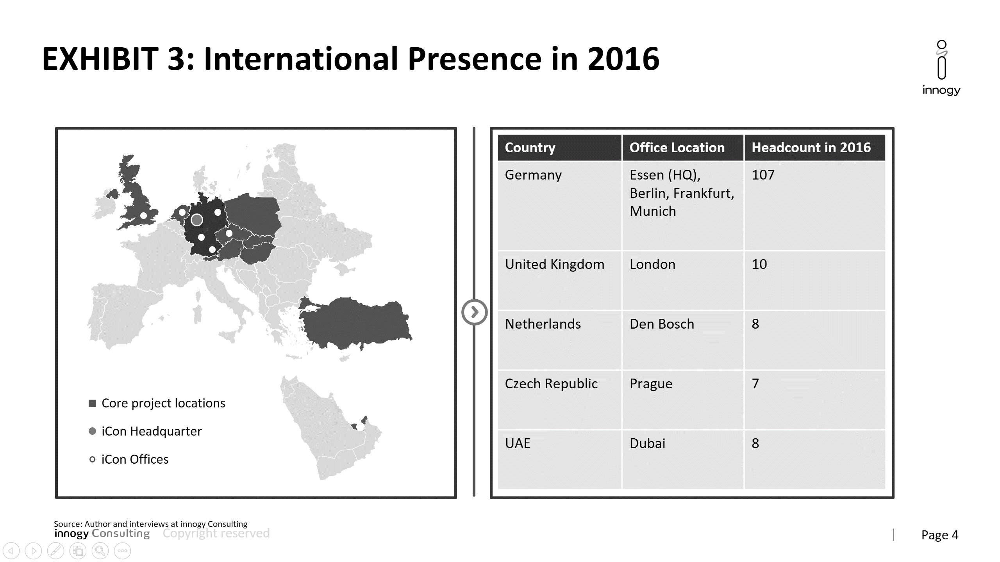 EXHIBIT 3: International Presence in 2016
innogy
Core project locations
iCon Headquarter
iCon Offices
Country Office Location Headcount in 2016
Germany Essen (HQ), 107
Berlin, Frankfurt,
Munich
United Kingdom London 10
Netherlands Den Bosch 8
Czech Republic Prague 7
UAE Dubai 8
Source: Author and interviews at innogy Consulting
innogy Consulting Copyright reserved
Page 4